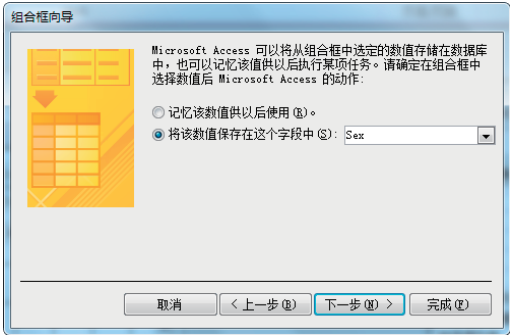 组合框向导
Microsoft Access 可以将从组合框中选定的数值存储在数据库
中，也可以记忆该值供以后执行某项任务。请确定在组合框中
选择数值后 Microsoft Access 的动作:
记忆该数值供以后使用(R)。
将该数值保存在这个字段中(S): Sex
取消 <上一步(B) 下一步(N)> 完成(F)